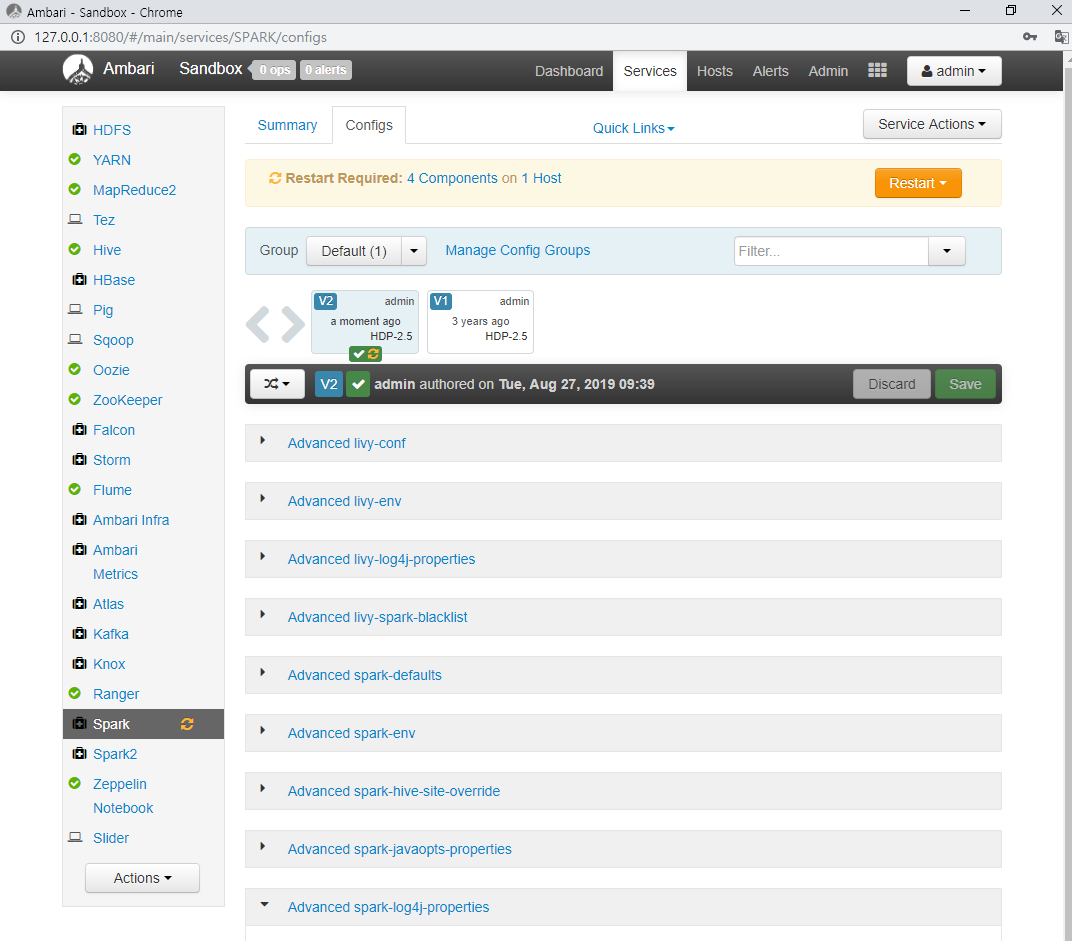 Ambari - Sandbox - Chrome
127.0.0.1:8080/#/main/services/SPARK/configs
Ambari Sandbox 0 ops 0 alerts Dashboard Services Hosts Alerts Admin admin
HDFS
YARN
MapReduce2
Tez
Hive
HBase
Pig
Sqoop
Oozie
ZooKeeper
Falcon
Storm
Flume
Ambari Infra
Ambari
Metrics
Atlas
Kafka
Knox
Ranger
Spark
Spark2
Zeppelin
Notebook
Slider
Actions
Summary Configs Quick Links Service Actions
Restart Required: 4 Components on 1 Host Restart
Group Default (1) Manage Config Groups Filter...
V2 admin
a moment ago
HDP-2.5
V1 admin
3 years ago
HDP-2.5
V2 admin authored on Tue, Aug 27, 2019 09:39 Discard Save
Advanced livy-conf
Advanced livy-env
Advanced livy-log4j-properties
Advanced livy-spark-blacklist
Advanced spark-defaults
Advanced spark-env
Advanced spark-hive-site-override
Advanced spark-javaopts-properties
Advanced spark-log4j-properties